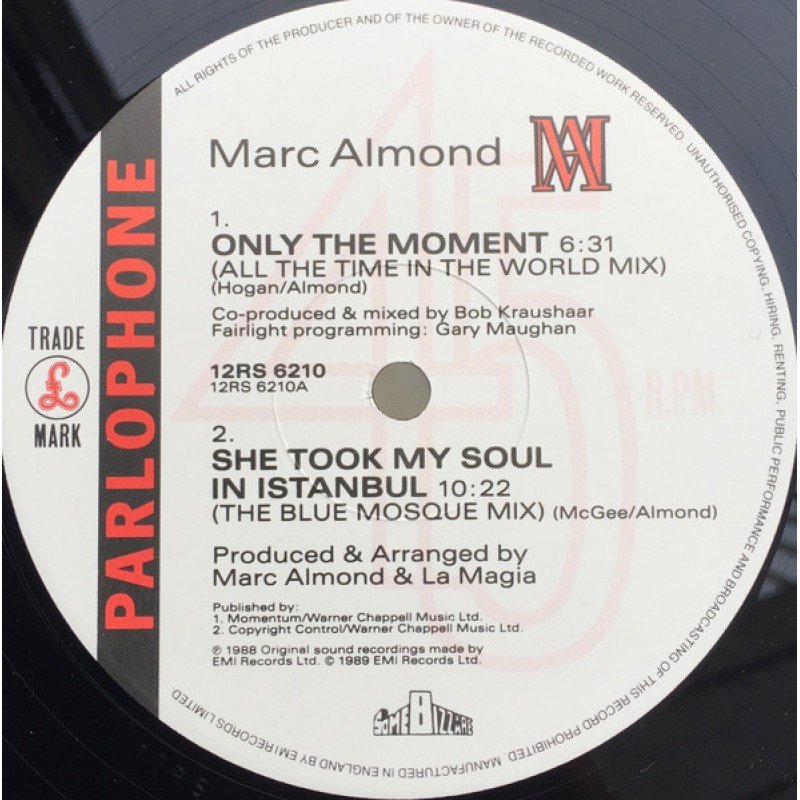 ALL RIGHTS OF THE PRODUCER AND OF THE OWNER OF THE RECORDED WORK RESERVED. UNAUTHORISED COPYING. HIRING. RENTING. PUBLIC PERFORMANCE AND BROADCASTING OF THIS RECORD PROHIBITED. MANUFACTURED IN ENGLAND BY EMI RECORDS LIMITED
PARLOPHONE
TRADE
£
MARK
Marc Almond MA
45
R.P.M.
1.
ONLY THE MOMENT 6:31
(ALL THE TIME IN THE WORLD MIX)
(Hogan/Almond)
Co-produced & mixed by Bob Kraushaar
Fairlight programming: Gary Maughan
12RS 6210
12RS 6210A
2.
SHE TOOK MY SOUL
IN ISTANBUL 10:22
(THE BLUE MOSQUE MIX) (McGee/Almond)
Produced & Arranged by
Marc Almond & La Magia
Published by:
1. Momentum/Warner Chappell Music Ltd.
2. Copyright Control/Warner Chappell Music Ltd.
℗ 1988 Original sound recordings made by
EMI Records Ltd. © 1989 EMI Records Ltd.
SOME BIZZARE